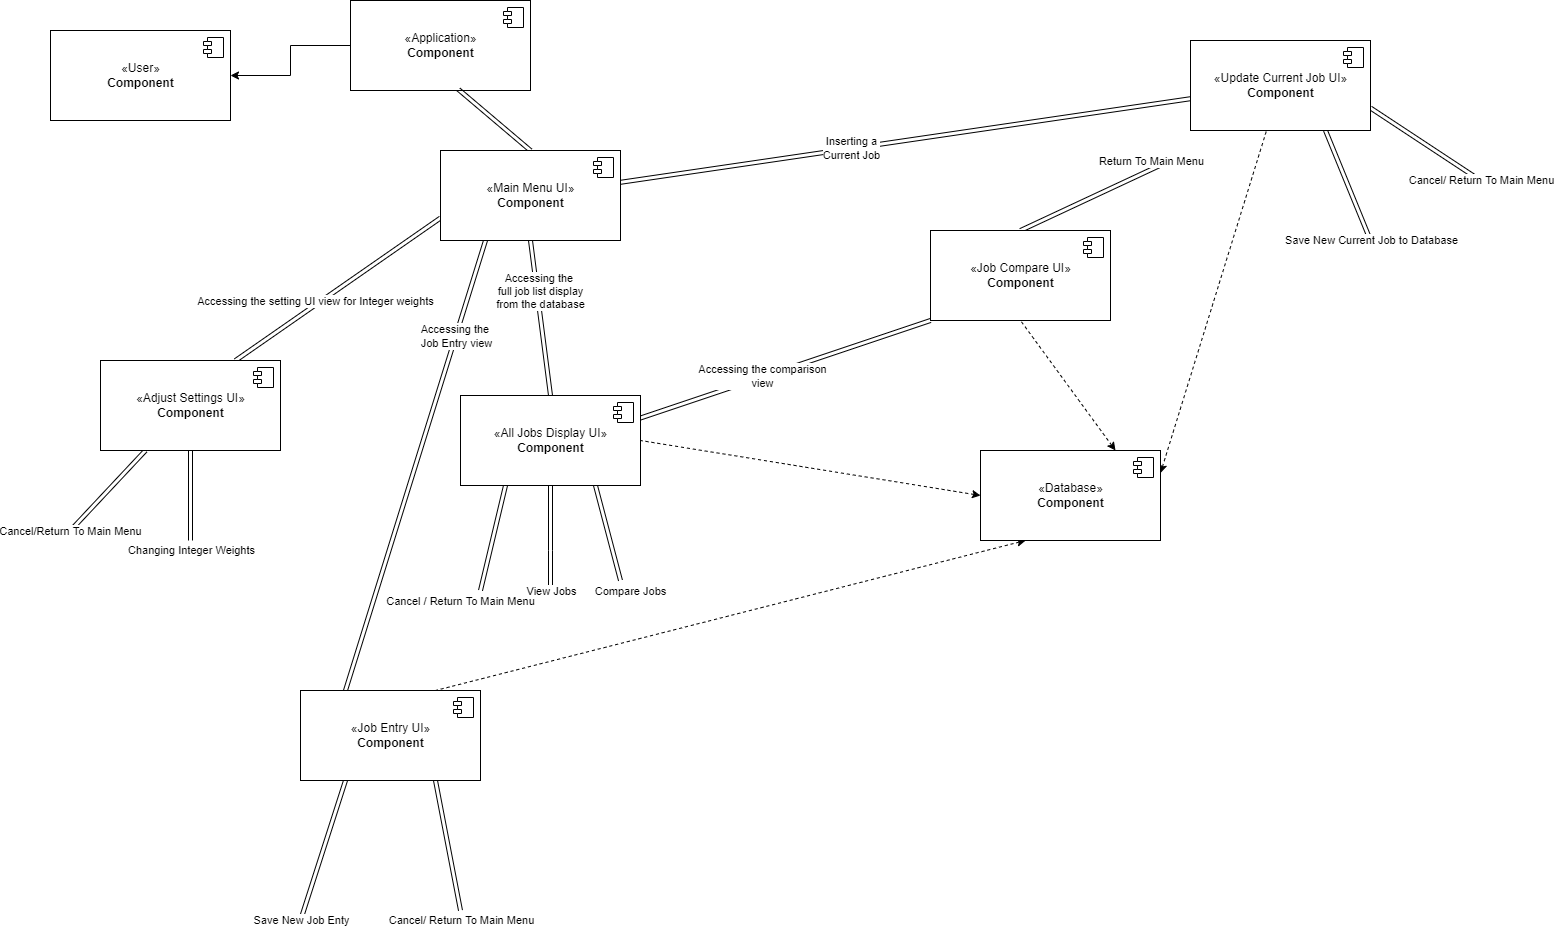 «Application»
Component
«User»
Component
«Update Current Job UI»
Component
Inserting a
Current Job
Return To Main Menu
Cancel/ Return To Main Menu
«Main Menu UI»
Component
Save New Current Job to Database
«Job Compare UI»
Component
Accessing the
full job list display
from the database
Accessing the setting UI view for Integer weights
Accessing the
Job Entry view
Accessing the comparison
view
«Adjust Settings UI»
Component
«All Jobs Display UI»
Component
«Database»
Component
Cancel/Return To Main Menu
Changing Integer Weights
Cancel / Return To Main Menu
View Jobs
Compare Jobs
«Job Entry UI»
Component
Save New Job Enty
Cancel/ Return To Main Menu